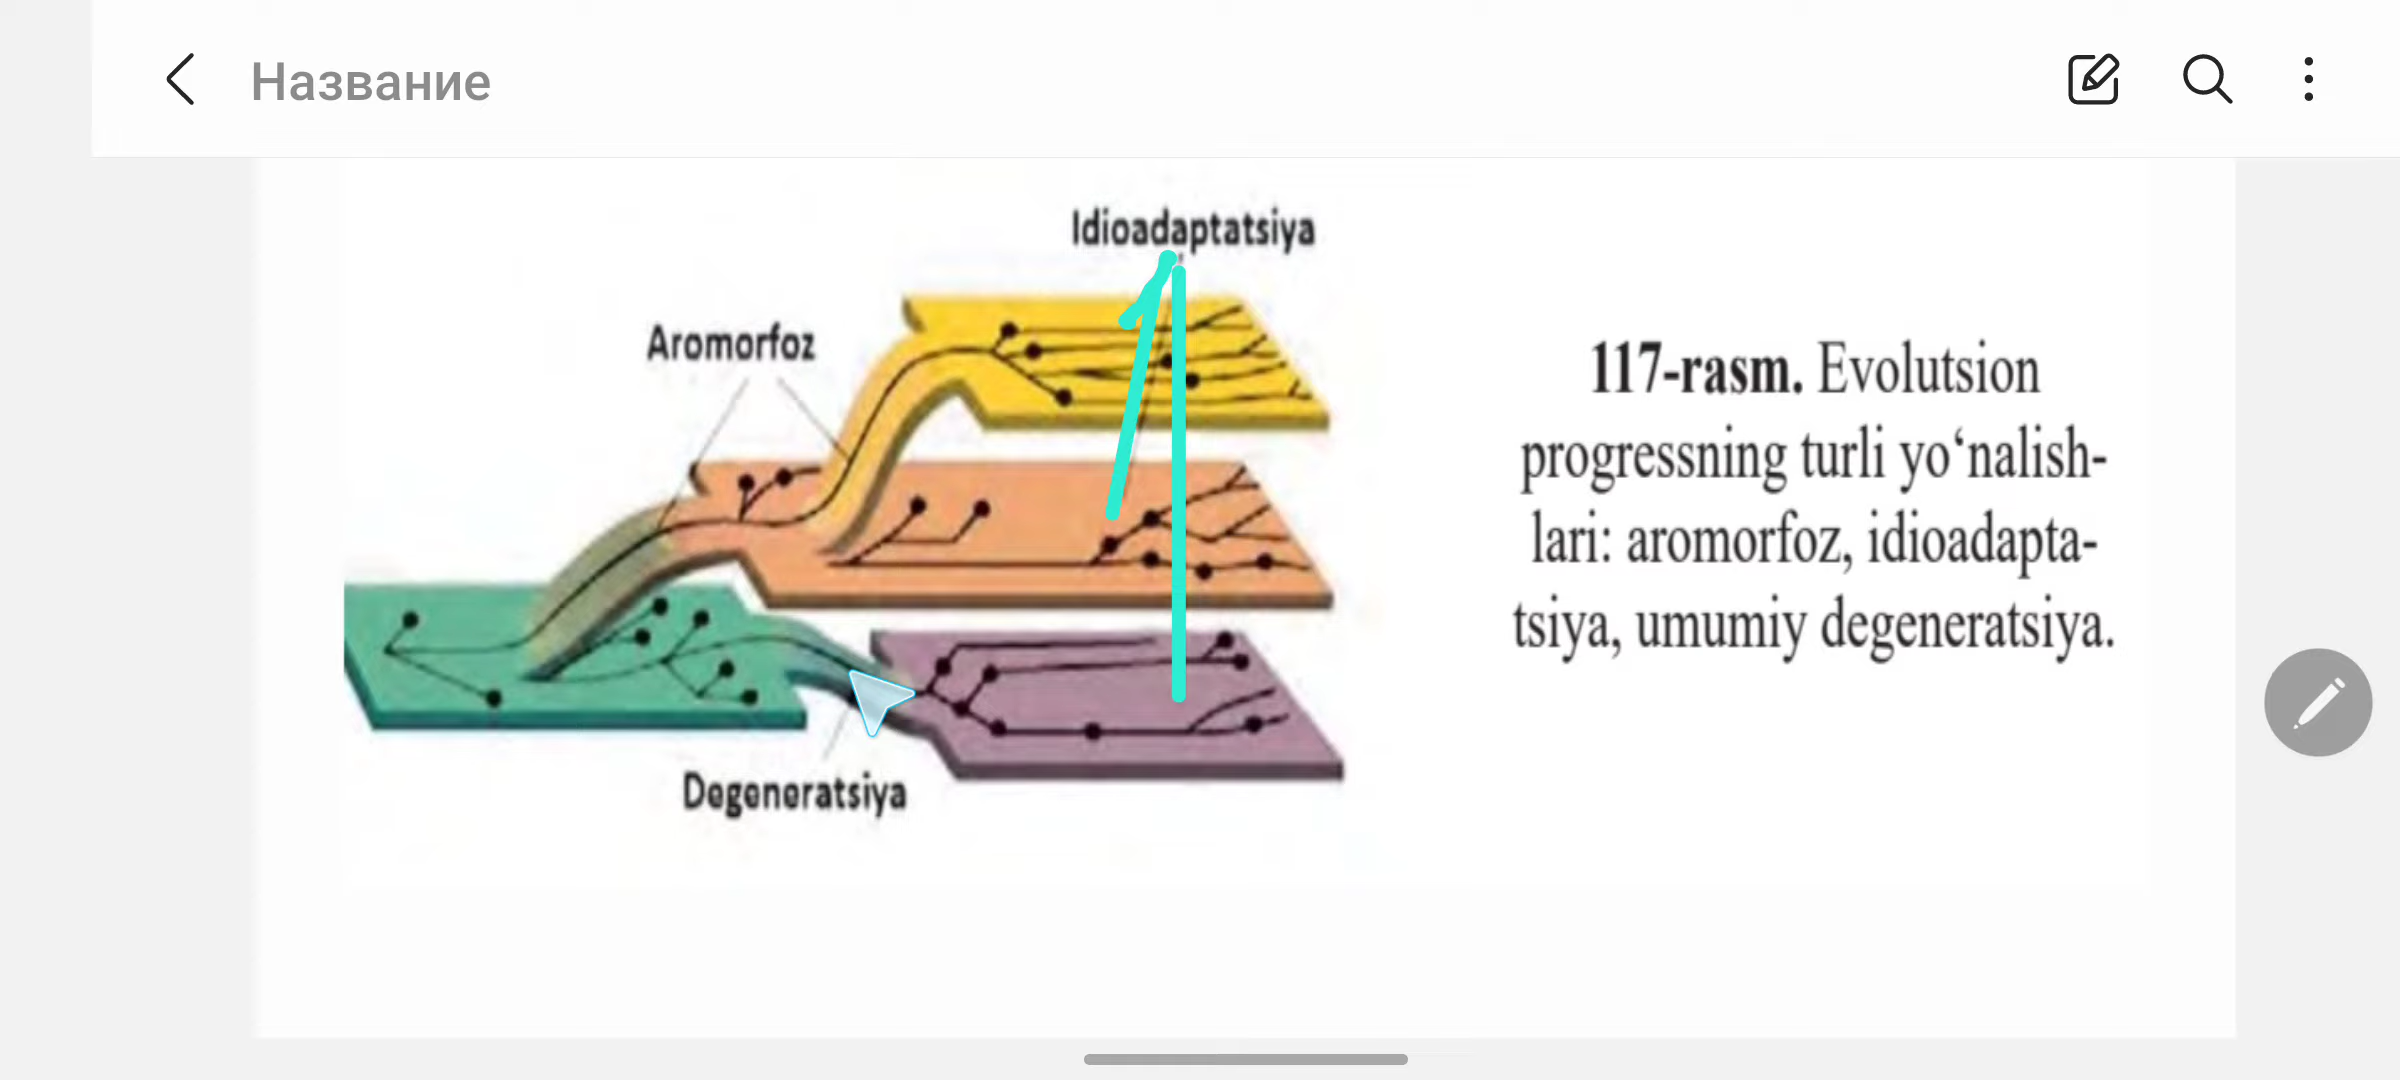 Название
Idioadaptatsiya
Aromorfoz
Degeneratsiya
117-rasm. Evolutsion
progressning turli yo‘nalish-
lari: aromorfoz, idioadapta-
tsiya, umumiy degeneratsiya.